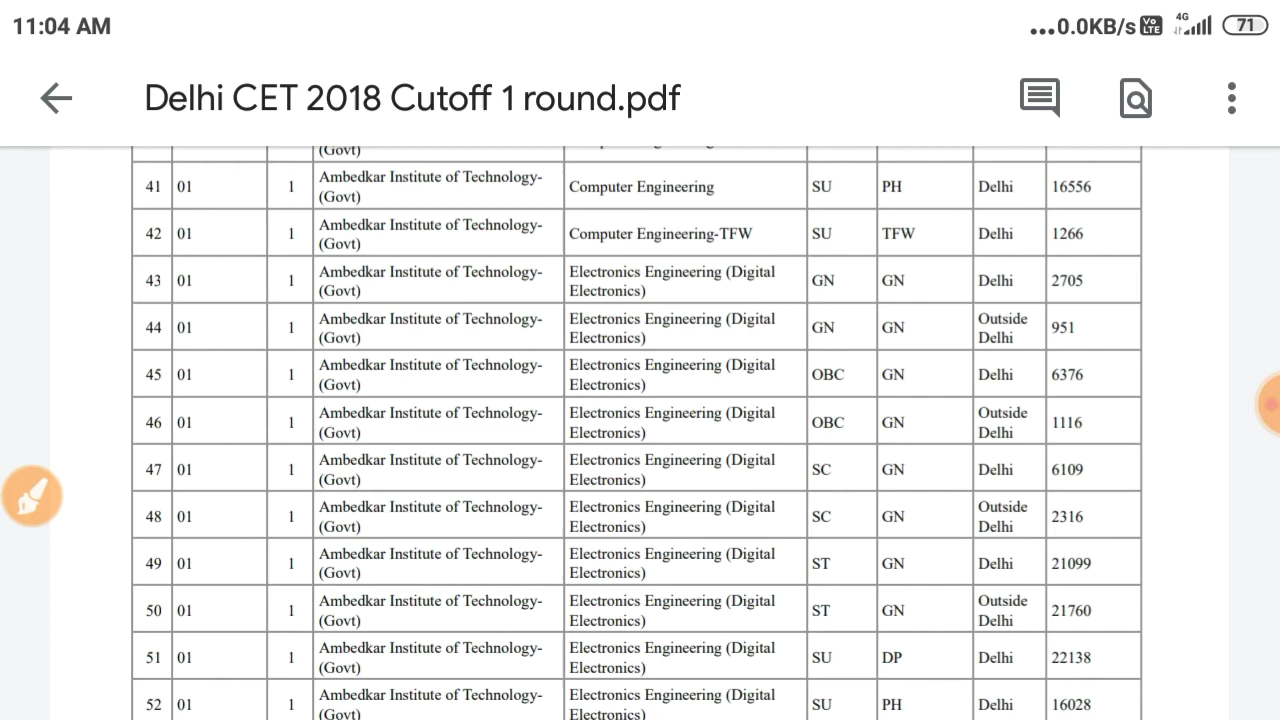 11:04 AM
...0.0KB/s Vo LTE 4G 71
Delhi CET 2018 Cutoff 1 round.pdf
(Govt)
41 01 1 Ambedkar Institute of Technology- (Govt) Computer Engineering SU PH Delhi 16556
42 01 1 Ambedkar Institute of Technology- (Govt) Computer Engineering-TFW SU TFW Delhi 1266
43 01 1 Ambedkar Institute of Technology- (Govt) Electronics Engineering (Digital Electronics) GN GN Delhi 2705
44 01 1 Ambedkar Institute of Technology- (Govt) Electronics Engineering (Digital Electronics) GN GN Outside Delhi 951
45 01 1 Ambedkar Institute of Technology- (Govt) Electronics Engineering (Digital Electronics) OBC GN Delhi 6376
46 01 1 Ambedkar Institute of Technology- (Govt) Electronics Engineering (Digital Electronics) OBC GN Outside Delhi 1116
47 01 1 Ambedkar Institute of Technology- (Govt) Electronics Engineering (Digital Electronics) SC GN Delhi 6109
48 01 1 Ambedkar Institute of Technology- (Govt) Electronics Engineering (Digital Electronics) SC GN Outside Delhi 2316
49 01 1 Ambedkar Institute of Technology- (Govt) Electronics Engineering (Digital Electronics) ST GN Delhi 21099
50 01 1 Ambedkar Institute of Technology- (Govt) Electronics Engineering (Digital Electronics) ST GN Outside Delhi 21760
51 01 1 Ambedkar Institute of Technology- (Govt) Electronics Engineering (Digital Electronics) SU DP Delhi 22138
52 01 1 Ambedkar Institute of Technology- (Govt) Electronics Engineering (Digital Electronics) SU PH Delhi 16028